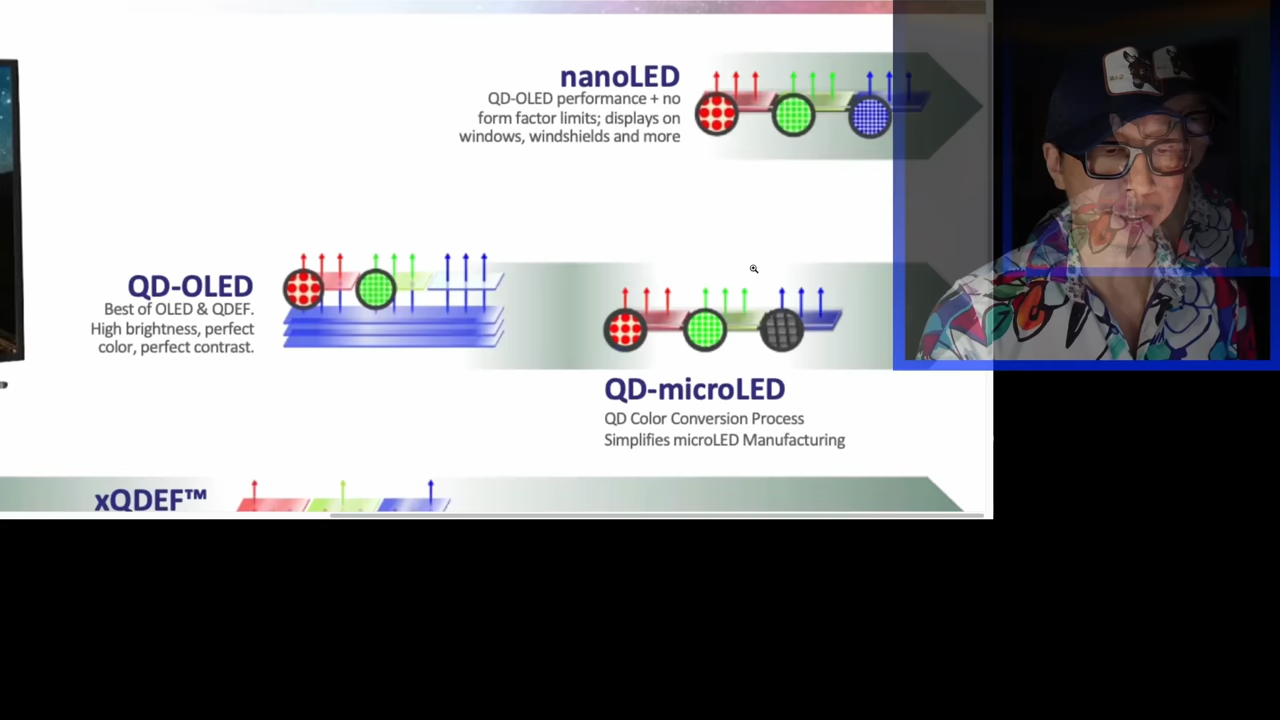 nanoLED
QD-OLED performance + no
form factor limits; displays on
windows, windshields and more
QD-OLED
Best of OLED & QDEF.
High brightness, perfect
color, perfect contrast.
QD-microLED
QD Color Conversion Process
Simplifies microLED Manufacturing
xQDEF™